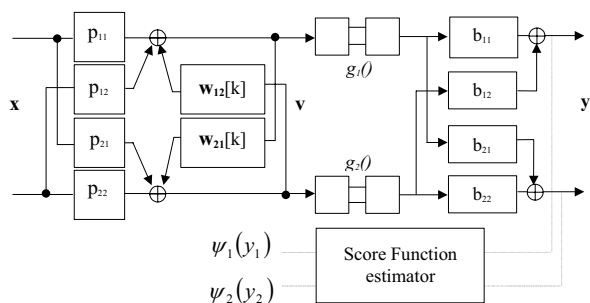 p₁₁
b₁₁
g₁()
p₁₂
w₁₂[k]
b₁₂
x
v
y
p₂₁
w₂₁[k]
b₂₁
g₂()
p₂₂
b₂₂
ψ₁(y₁)
Score Function
estimator
ψ₂(y₂)